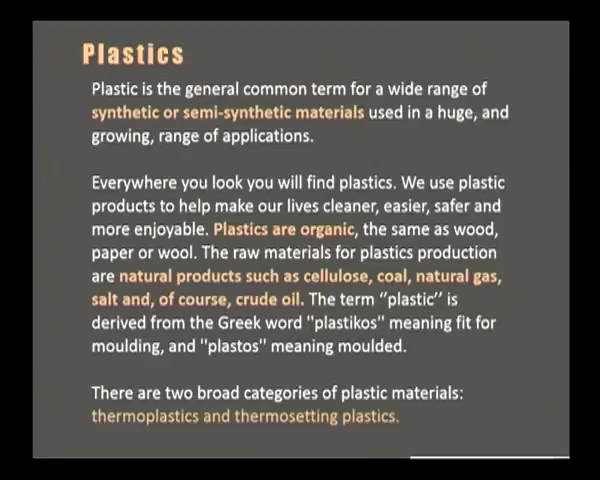 Plastics
Plastic is the general common term for a wide range of
synthetic or semi-synthetic materials used in a huge, and
growing, range of applications.
Everywhere you look you will find plastics. We use plastic
products to help make our lives cleaner, easier, safer and
more enjoyable. Plastics are organic, the same as wood,
paper or wool. The raw materials for plastics production
are natural products such as cellulose, coal, natural gas,
salt and, of course, crude oil. The term “plastic” is
derived from the Greek word "plastikos" meaning fit for
moulding, and "plastos" meaning moulded.
There are two broad categories of plastic materials:
thermoplastics and thermosetting plastics.